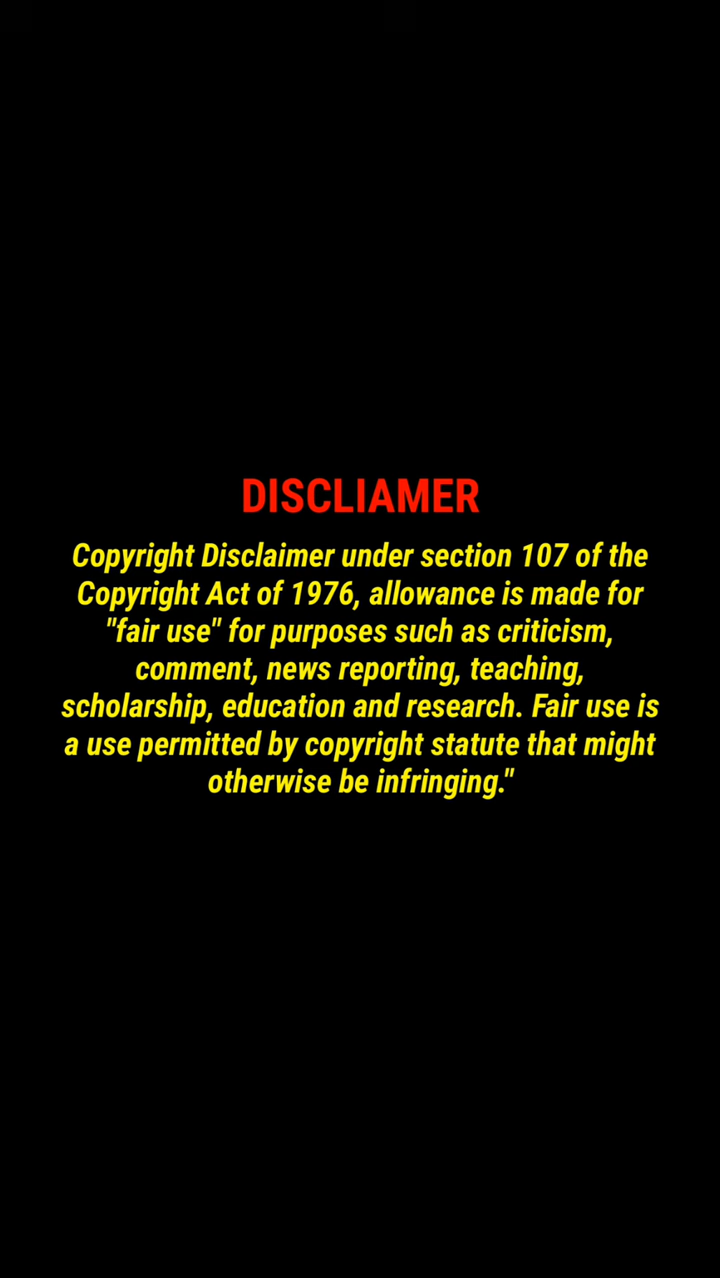 DISCLIAMER
Copyright Disclaimer under section 107 of the
Copyright Act of 1976, allowance is made for
"fair use" for purposes such as criticism,
comment, news reporting, teaching,
scholarship, education and research. Fair use is
a use permitted by copyright statute that might
otherwise be infringing."